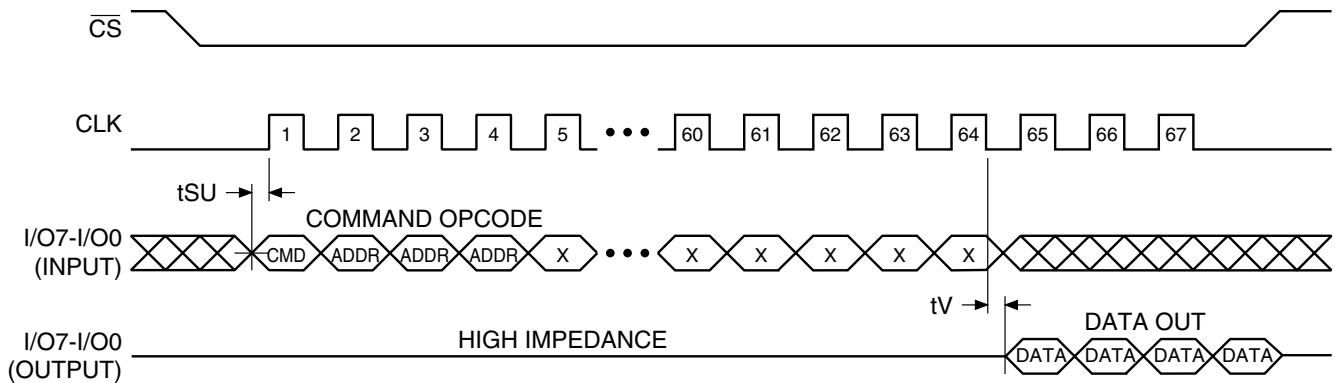 C̅S̅
CLK
1 2 3 4 5 ••• 60 61 62 63 64 65 66 67
tSU
COMMAND OPCODE
I/O7-I/O0
(INPUT)
CMD ADDR ADDR ADDR X ••• X X X X X
tV
HIGH IMPEDANCE
DATA OUT
I/O7-I/O0
(OUTPUT)
DATA DATA DATA DATA